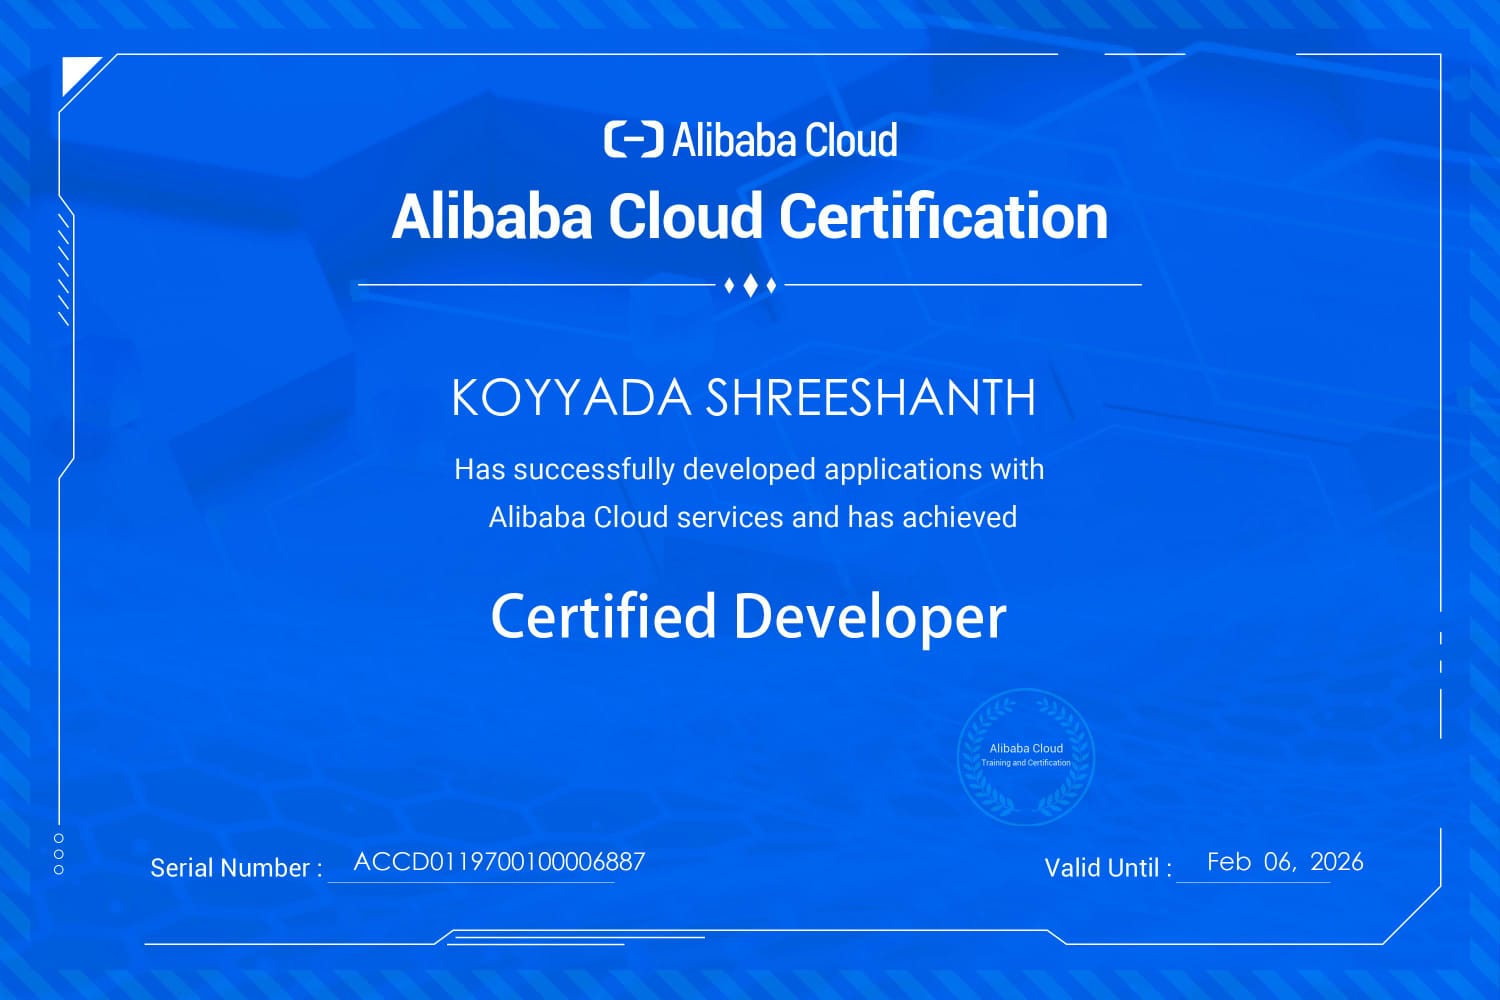 Alibaba Cloud
Alibaba Cloud Certification
KOYYADA SHREESHANTH
Has successfully developed applications with
Alibaba Cloud services and has achieved
Certified Developer
Alibaba Cloud
Training and Certification
Serial Number : ACCD0119700100006887
Valid Until : Feb 06, 2026